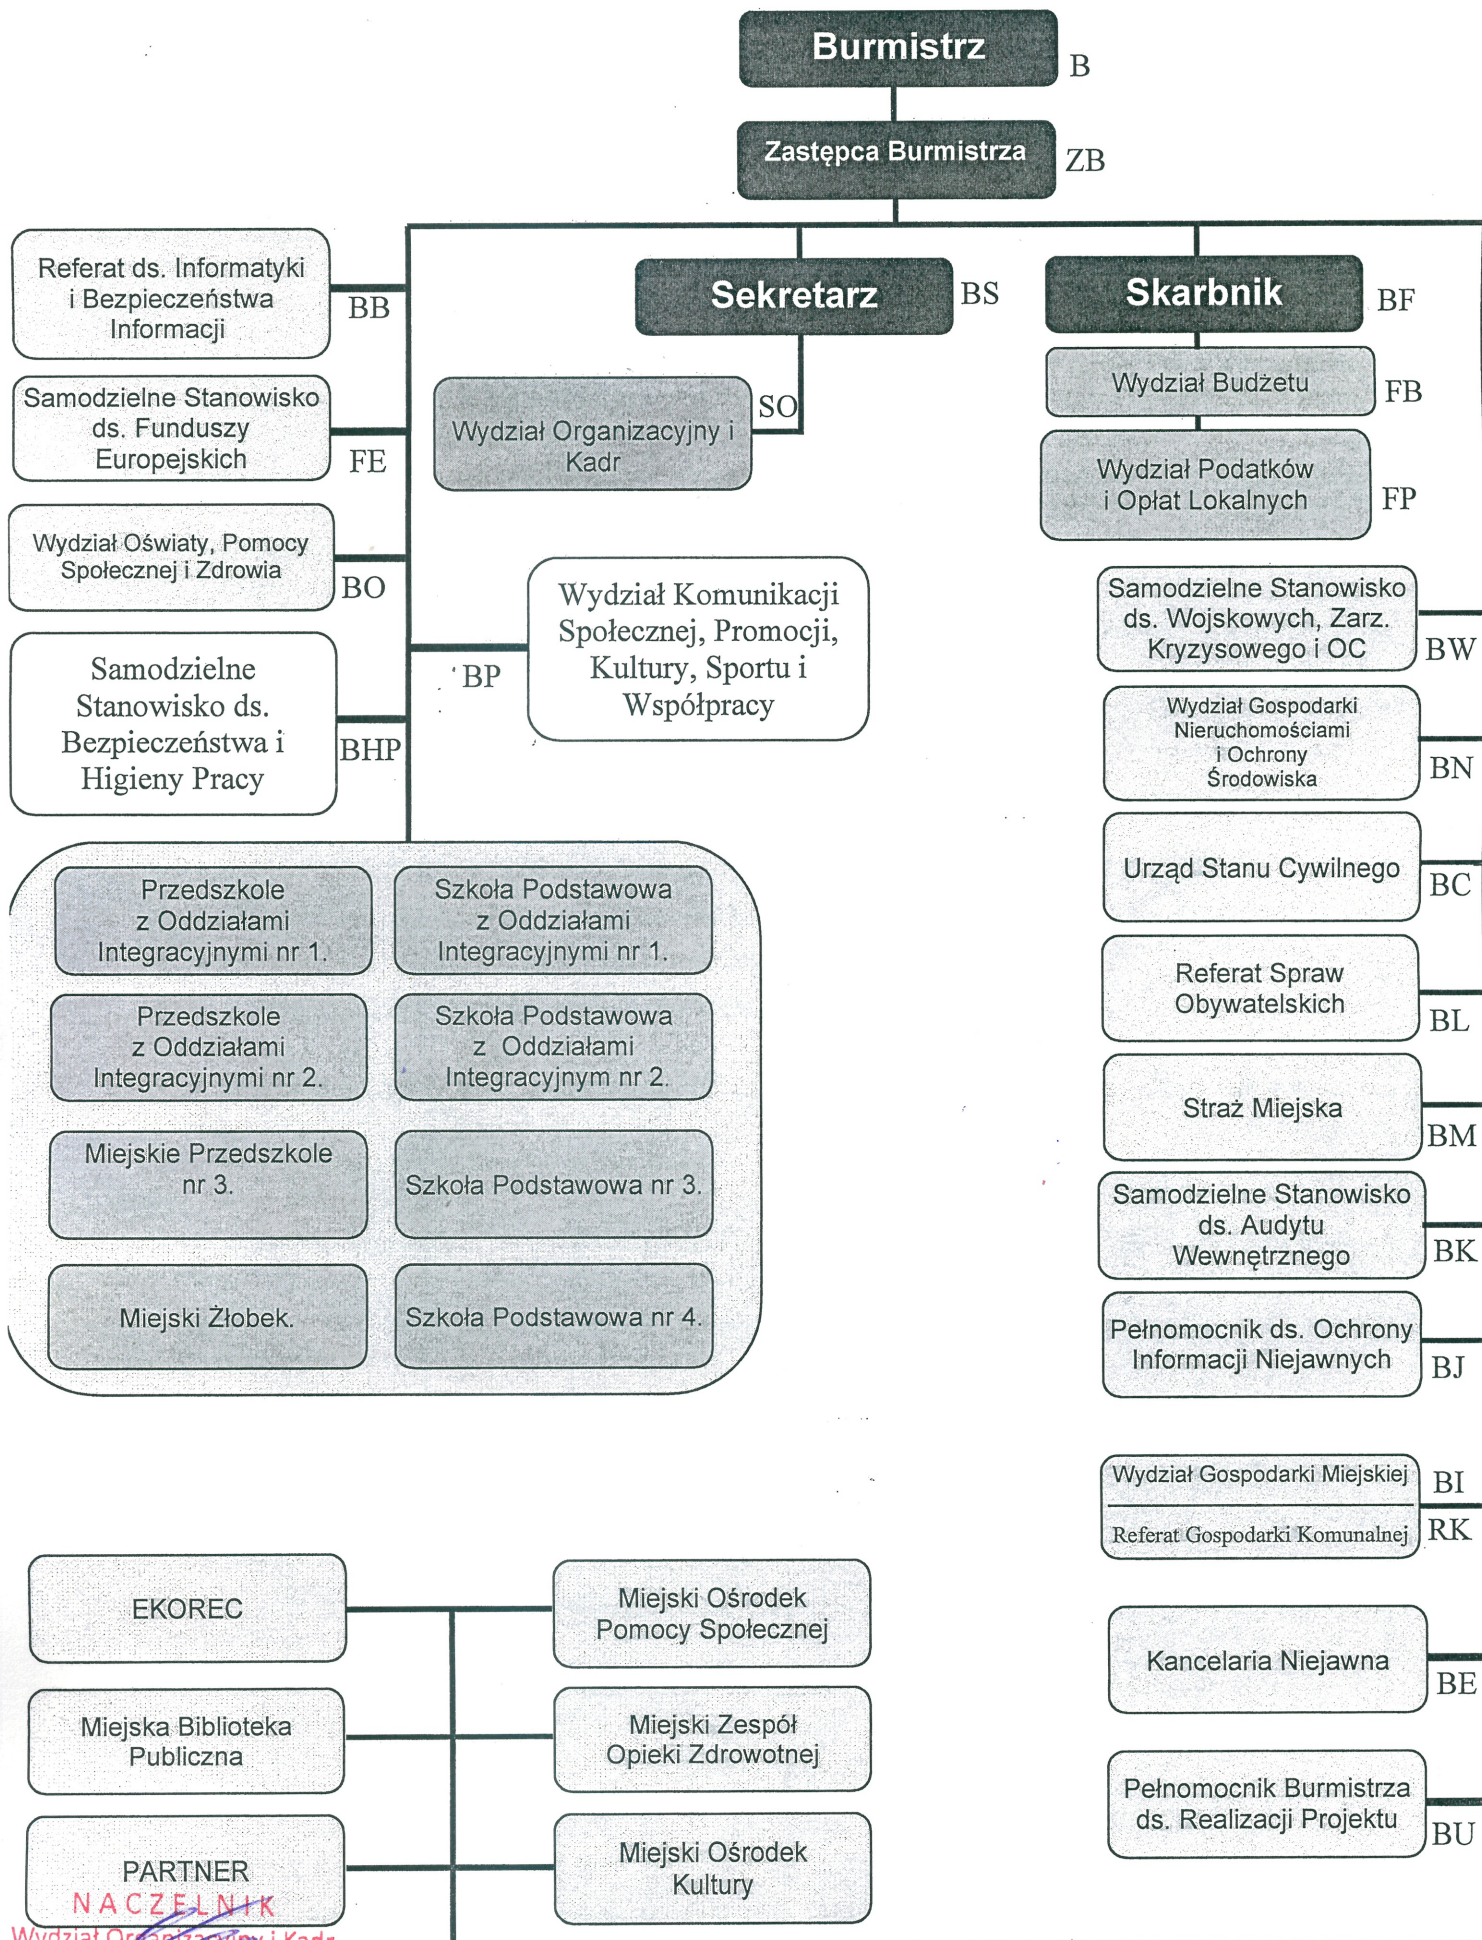 Burmistrz
B
Zastępca Burmistrza
ZB
Referat ds. Informatyki
i Bezpieczeństwa
Informacji
BB
Sekretarz
BS
Skarbnik
BF
Samodzielne Stanowisko
ds. Funduszy
Europejskich
FE
Wydział Organizacyjny i
Kadr
SO
Wydział Budżetu
FB
Wydział Podatków
i Opłat Lokalnych
FP
Wydział Oświaty, Pomocy
Społecznej i Zdrowia
BO
Wydział Komunikacji
Społecznej, Promocji,
Kultury, Sportu i
Współpracy
BP
Samodzielne
Stanowisko ds.
Bezpieczeństwa i
Higieny Pracy
BHP
Samodzielne Stanowisko
ds. Wojskowych, Zarz.
Kryzysowego i OC
BW
Wydział Gospodarki
Nieruchomościami
i Ochrony
Środowiska
BN
Urząd Stanu Cywilnego
BC
Referat Spraw
Obywatelskich
BL
Straż Miejska
BM
Samodzielne Stanowisko
ds. Audytu
Wewnętrznego
BK
Pełnomocnik ds. Ochrony
Informacji Niejawnych
BJ
Wydział Gospodarki Miejskiej
BI
Referat Gospodarki Komunalnej
RK
Kancelaria Niejawna
BE
Pełnomocnik Burmistrza
ds. Realizacji Projektu
BU
Przedszkole
z Oddziałami
Integracyjnymi nr 1.
Szkoła Podstawowa
z Oddziałami
Integracyjnymi nr 1.
Przedszkole
z Oddziałami
Integracyjnymi nr 2.
Szkoła Podstawowa
z Oddziałami
Integracyjnym nr 2.
Miejskie Przedszkole
nr 3.
Szkoła Podstawowa nr 3.
Miejski Żłobek.
Szkoła Podstawowa nr 4.
EKOREC
Miejski Ośrodek
Pomocy Społecznej
Miejska Biblioteka
Publiczna
Miejski Zespół
Opieki Zdrowotnej
PARTNER
Miejski Ośrodek
Kultury
NACZELNIK
Wydział Organizacyjny i Kadr